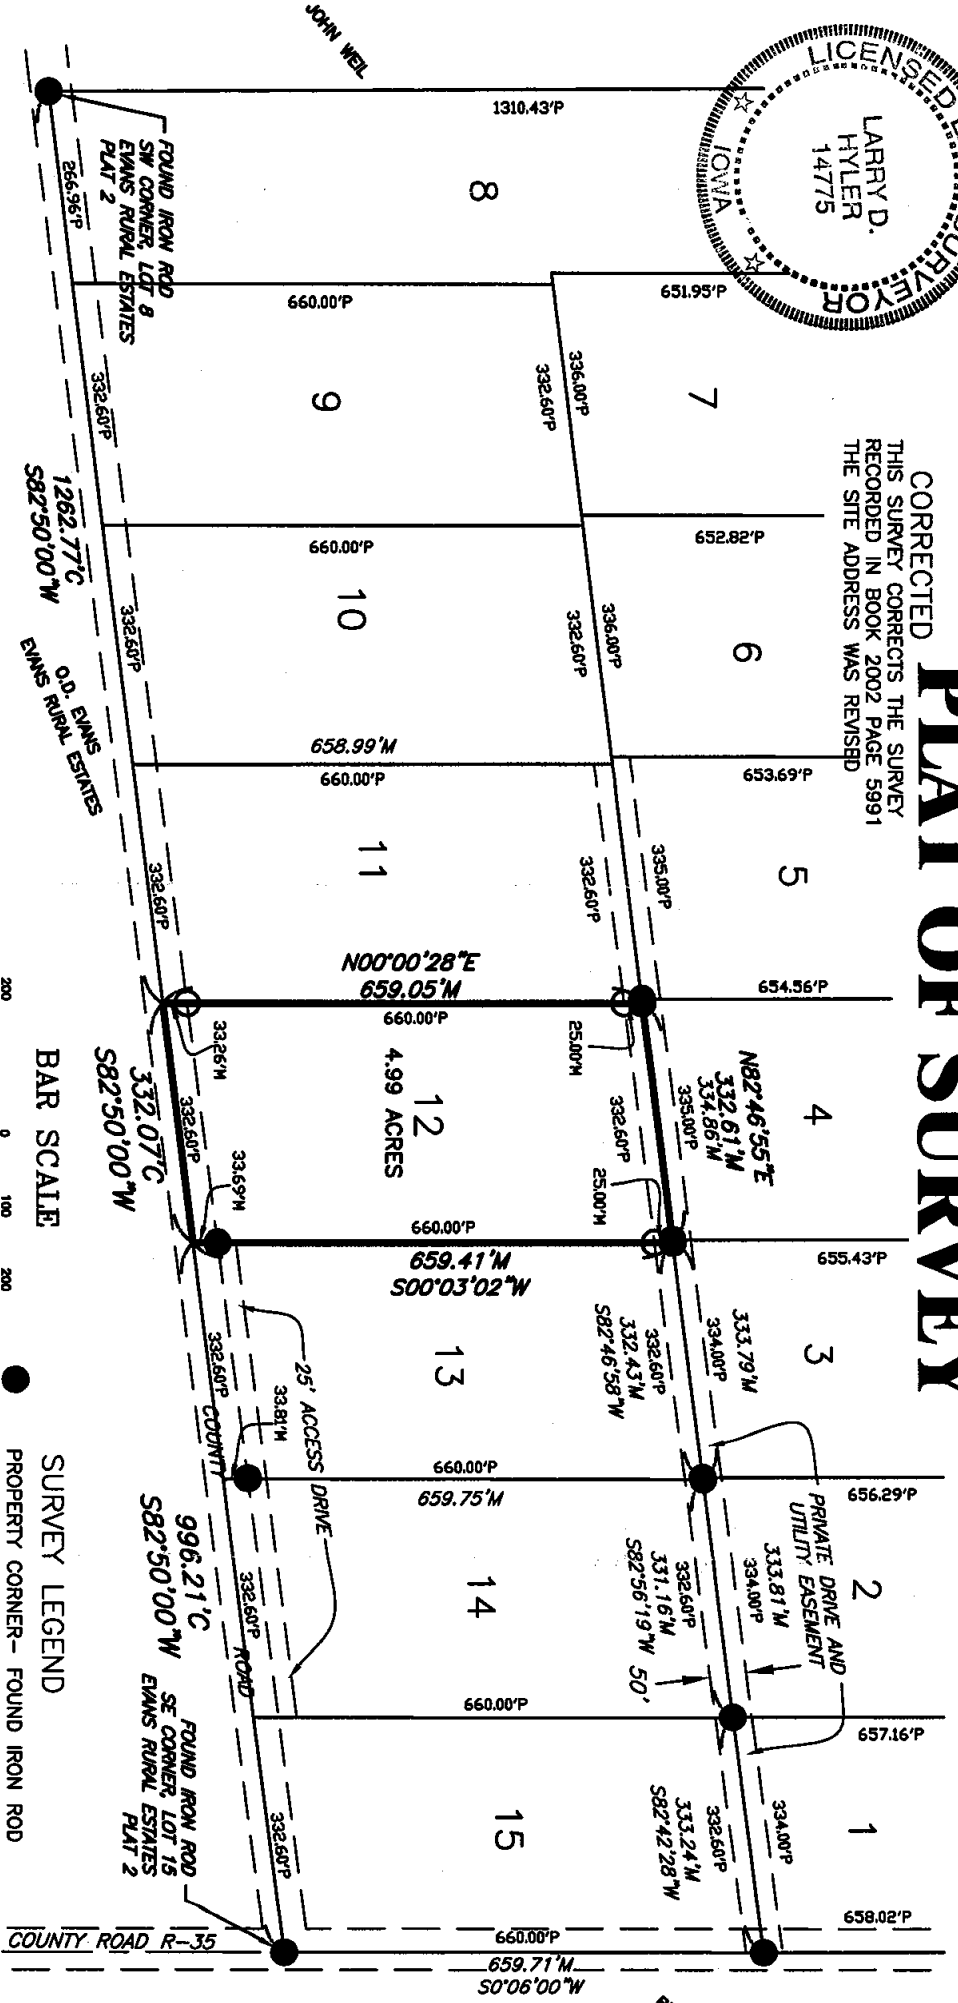 PLAT OF SURVEY
CORRECTED
THIS SURVEY CORRECTS THE SURVEY
RECORDED IN BOOK 2002 PAGE 5991
THE SITE ADDRESS WAS REVISED
LICENSED
SURVEYOR
LARRY D.
HYLER
14775
IOWA
JOHN WEIL
1310.43'P
8
651.95'P
7
652.82'P
6
653.69'P
5
654.56'P
4
655.43'P
3
656.29'P
2
657.16'P
1
658.02'P
336.00'P
332.60'P
336.00'P
332.60'P
335.00'P
332.60'P
N82°46'55"E
332.61'M
334.86'M
335.00'P
332.60'P
333.79'M
334.00'P
332.60'P
332.43'M
S82°46'58"W
PRIVATE DRIVE AND
UTILITY EASEMENT
333.81'M
334.00'P
332.60'P
331.16'M
S82°56'19"W
50'
334.00'P
332.60'P
333.24'M
S82°42'28"W
660.00'P
9
660.00'P
10
658.99'M
660.00'P
11
N00°00'28"E
659.05'M
660.00'P
25.00'M
33.26'M
12
4.99 ACRES
25.00'M
33.69'M
660.00'P
659.41'M
S00°03'02"W
13
25' ACCESS DRIVE
33.81'M
660.00'P
659.75'M
14
660.00'P
15
660.00'P
659.71'M
S0°06'00"W
COUNTY ROAD R-35
FOUND IRON ROD
SW CORNER, LOT 8
EVANS RURAL ESTATES
PLAT 2
266.96'P
332.60'P
332.60'P
332.60'P
332.60'P
332.60'P
332.60'P
332.60'P
COUNTY
ROAD
1262.77'C
S82°50'00"W
O.D. EVANS
EVANS RURAL ESTATES
332.07'C
S82°50'00"W
996.21'C
S82°50'00"W
FOUND IRON ROD
SE CORNER, LOT 15
EVANS RURAL ESTATES
PLAT 2
BAR SCALE
200 0 100 200
SURVEY LEGEND
PROPERTY CORNER- FOUND IRON ROD